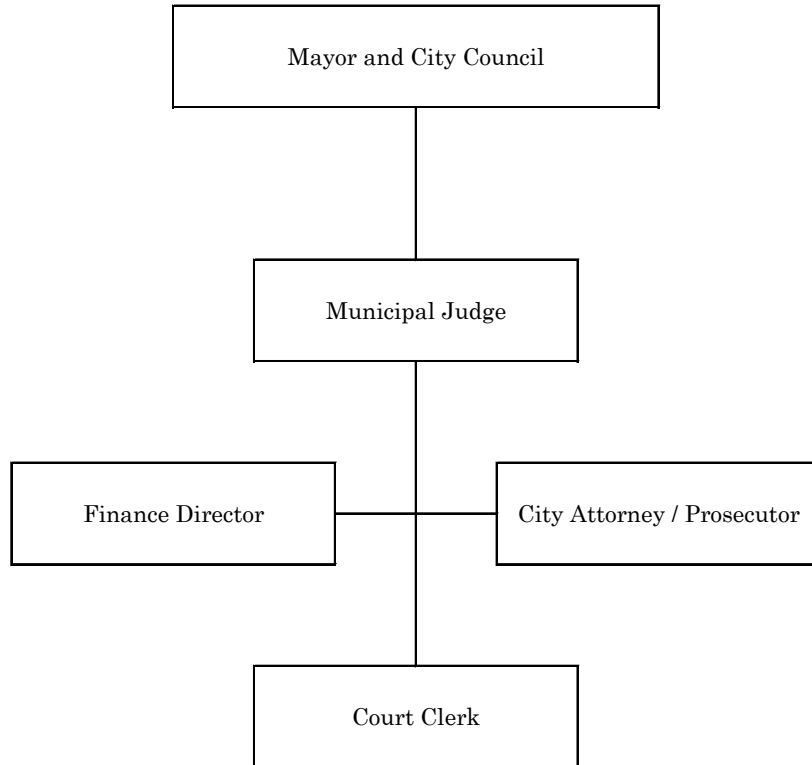 Mayor and City Council
Municipal Judge
Finance Director
City Attorney / Prosecutor
Court Clerk